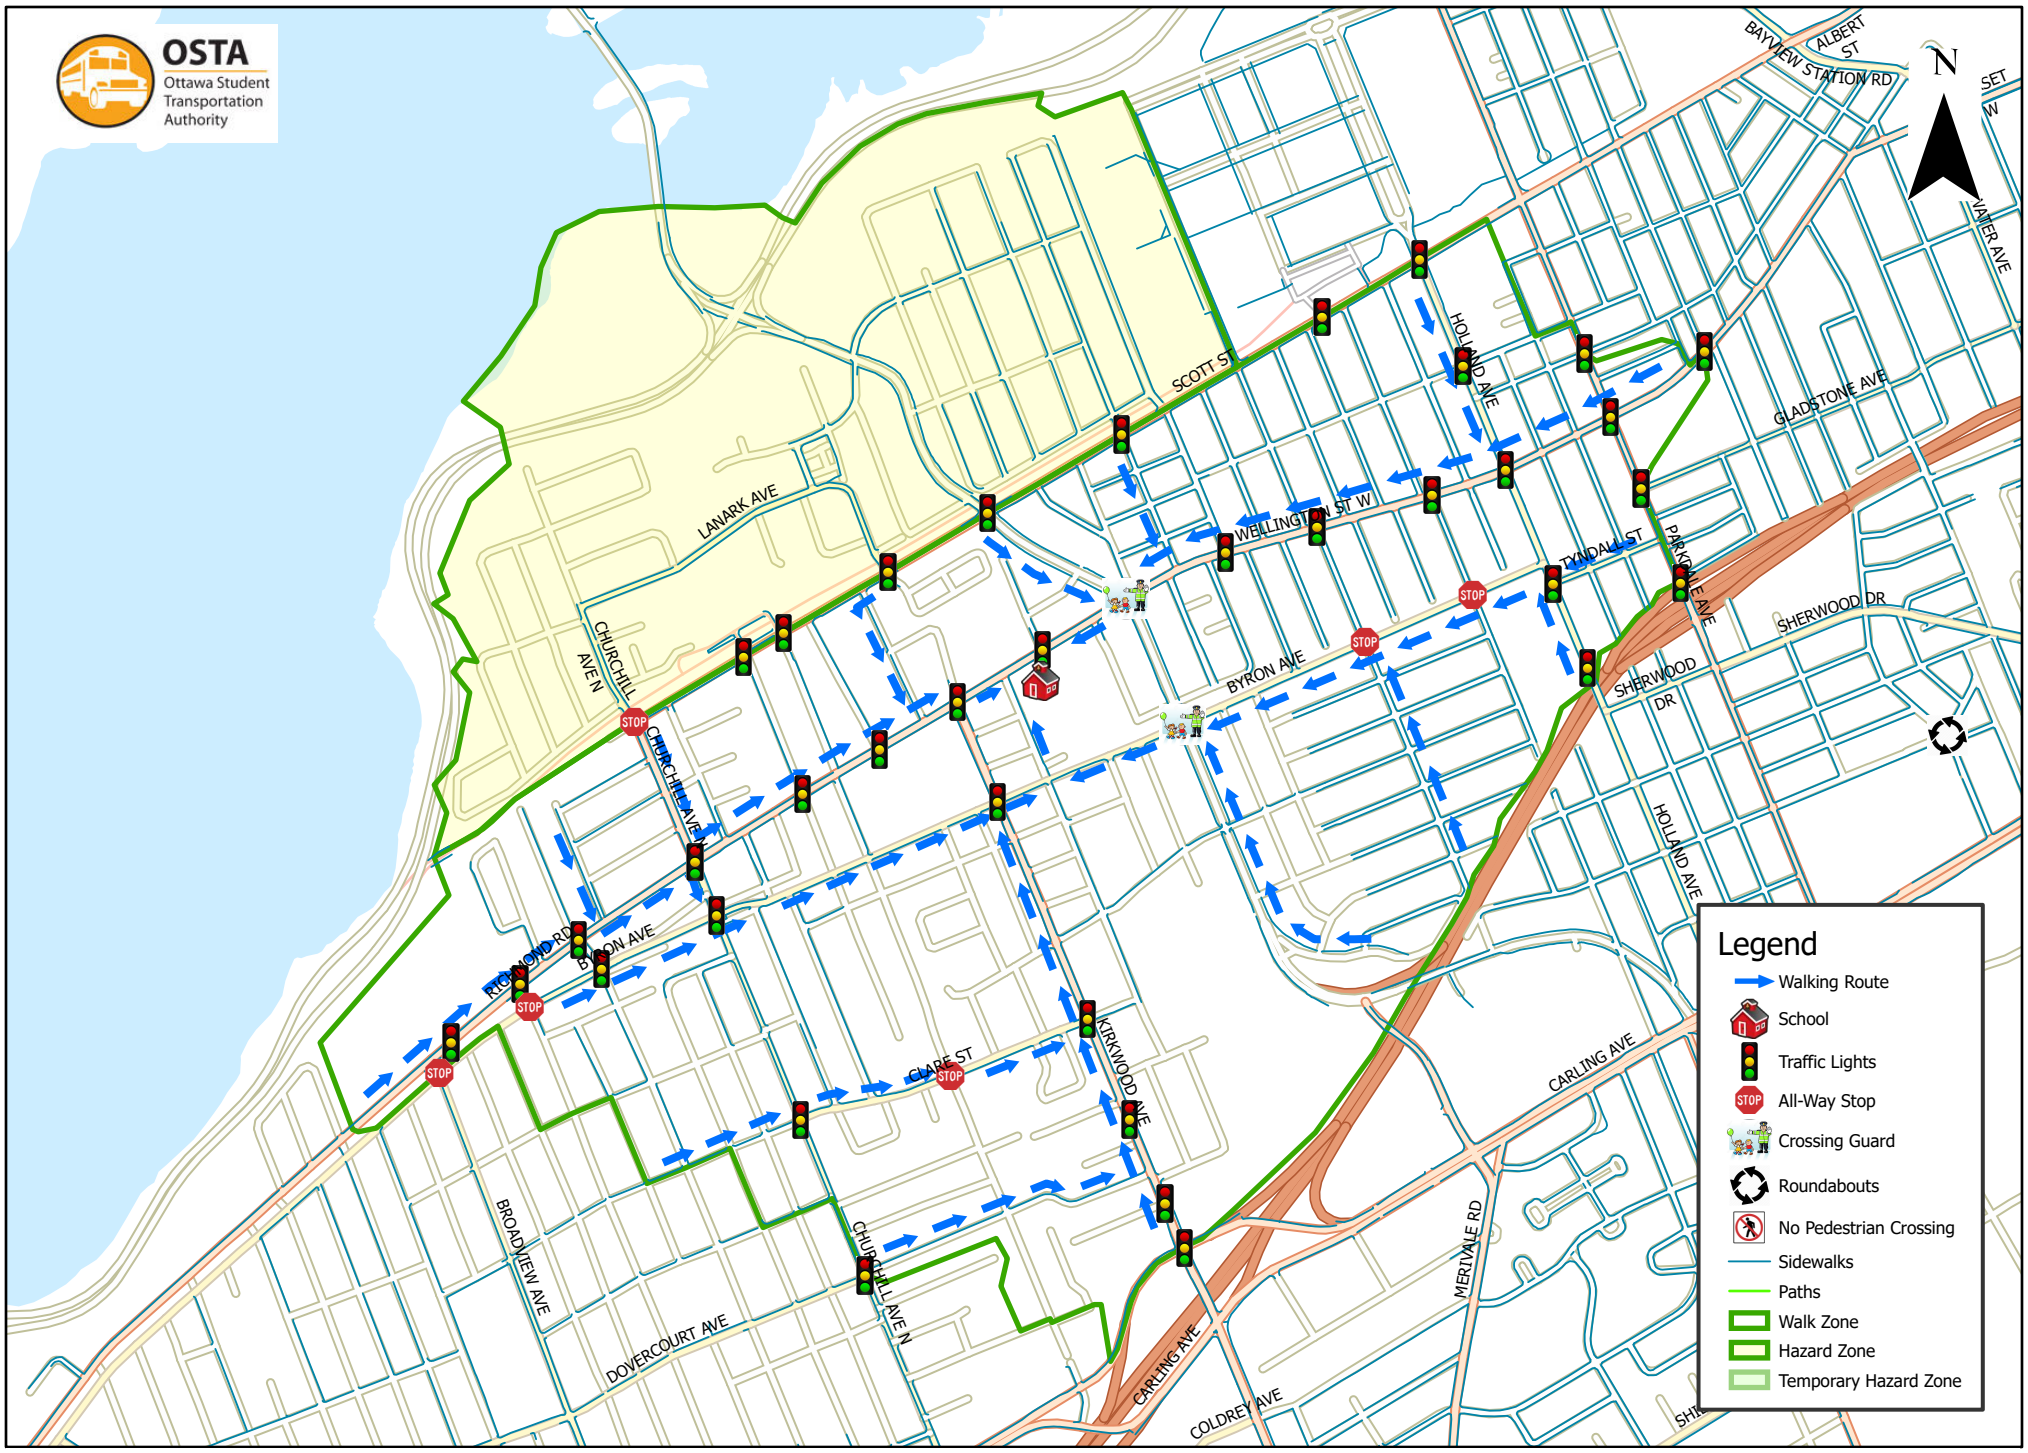 OSTA
Ottawa Student
Transportation
Authority
BAYVIEW STATION RD
ALBERT
ST
N
SET
W
HOLLAND AVE
SCOTT ST
GLADSTONE AVE
LANARK AVE
WELLINGTON ST W
TYNDALL ST
PARKDALE AVE
SHERWOOD DR
CHURCHILL
AVE N
STOP
STOP
BYRON AVE
SHERWOOD
DR
STOP
CHURCHILL AVE N
HOLLAND AVE
RICHMOND RD
BYRON AVE
STOP
STOP
CLARE ST
STOP
KIRKWOOD AVE
CARLING AVE
BROADVIEW AVE
CHURCHILL AVE N
MERIVALE RD
DOVERCOURT AVE
CARLING AVE
COLDREY AVE
Legend
Walking Route
School
Traffic Lights
STOP
All-Way Stop
Crossing Guard
Roundabouts
No Pedestrian Crossing
Sidewalks
Paths
Walk Zone
Hazard Zone
Temporary Hazard Zone